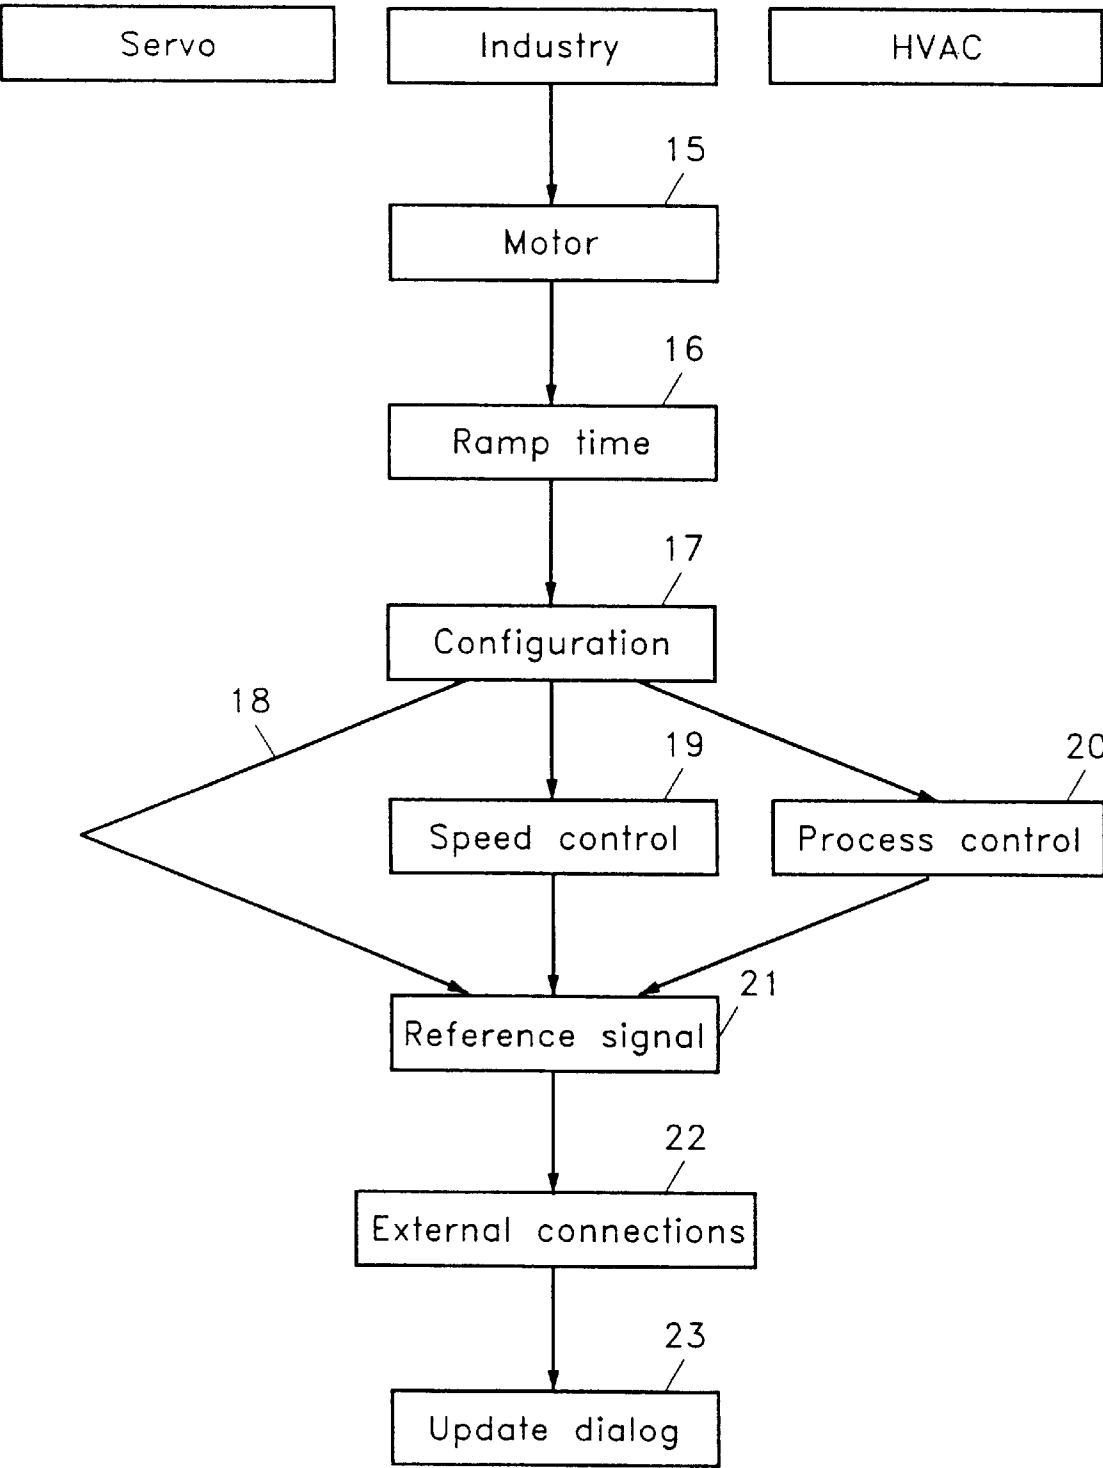 Servo
Industry
HVAC
15
Motor
16
Ramp time
17
Configuration
18
19
20
Speed control
Process control
21
Reference signal
22
External connections
23
Update dialog